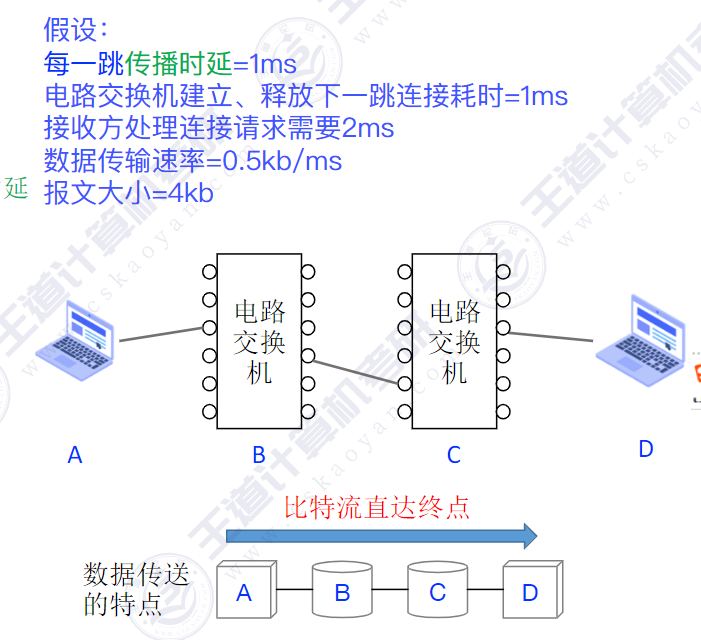 假设：
每一跳传播时延=1ms
电路交换机建立、释放下一跳连接耗时=1ms
接收方处理连接请求需要2ms
数据传输速率=0.5kb/ms
延
报文大小=4kb
电路
交换
机
电路
交换
机
A
B
C
D
比特流直达终点
数据传送
的特点
A
B
C
D
王道计算机考研
www.cskaoyan.com